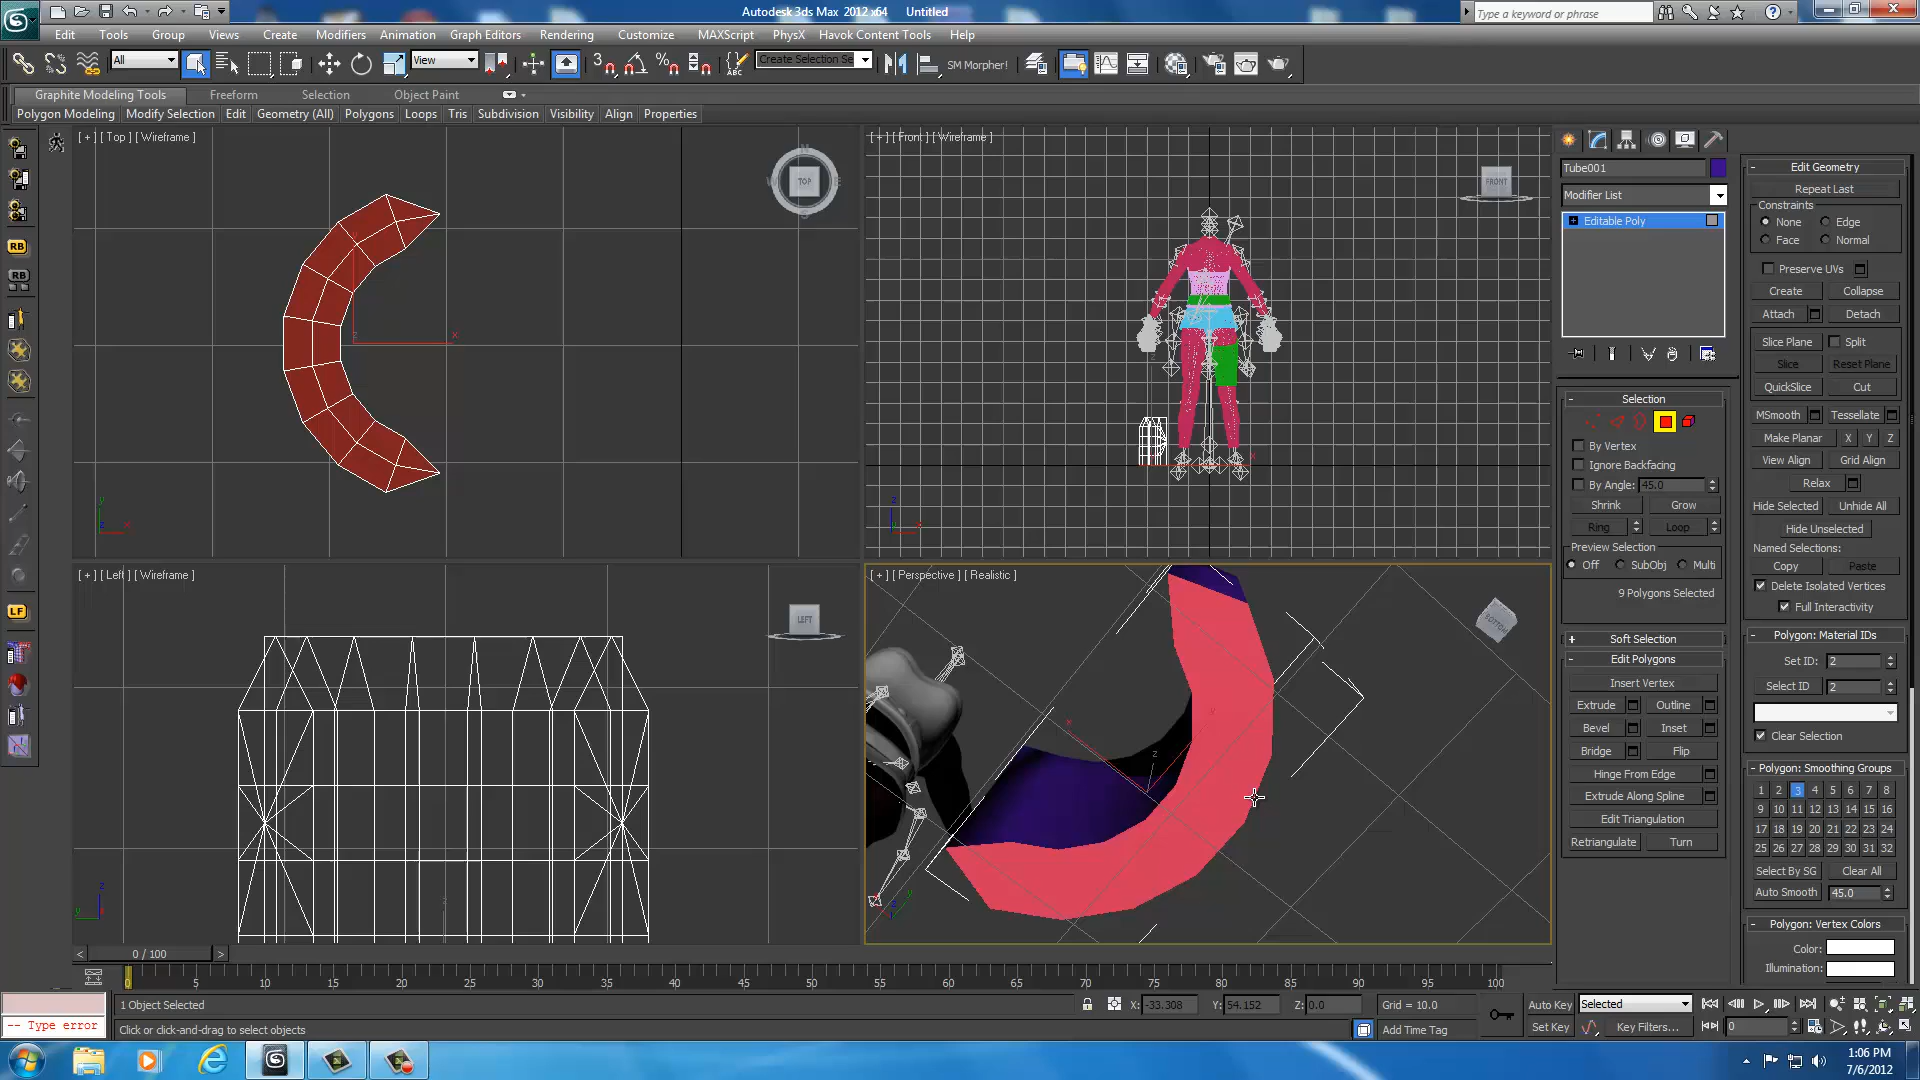 Autodesk 3ds Max 2012 x64 Untitled
Type a keyword or phrase
Edit Tools Group Views Create Modifiers Animation Graph Editors Rendering Customize MAXScript PhysX Havok Content Tools Help
All View 3 Create Selection Se SM Morpher!
ABC
Graphite Modeling Tools Freeform Selection Object Paint
Polygon Modeling Modify Selection Edit Geometry (All) Polygons Loops Tris Subdivision Visibility Align Properties
[ + ] [ Top ] [ Wireframe ]
[ + ] [ Front ] [ Wireframe ]
TOP
FRONT
Tube001
Modifier List
Editable Poly
RB
RB
LF
[ + ] [ Left ] [ Wireframe ]
[ + ] [ Perspective ] [ Realistic ]
LEFT
BOTTOM
Selection
By Vertex
Ignore Backfacing
By Angle: 45.0
Shrink Grow
Ring Loop
Preview Selection
Off SubObj Multi
9 Polygons Selected
Soft Selection
Edit Polygons
Insert Vertex
Extrude Outline
Bevel Inset
Bridge Flip
Hinge From Edge
Extrude Along Spline
Edit Triangulation
Retriangulate Turn
Edit Geometry
Repeat Last
Constraints
None Edge
Face Normal
Preserve UVs
Create Collapse
Attach Detach
Slice Plane Split
Slice Reset Plane
QuickSlice Cut
MSmooth Tessellate
Make Planar X Y Z
View Align Grid Align
Relax
Hide Selected Unhide All
Hide Unselected
Named Selections:
Copy Paste
Delete Isolated Vertices
Full Interactivity
Polygon: Material IDs
Set ID: 2
Select ID 2
Clear Selection
Polygon: Smoothing Groups
1 2 3 4 5 6 7 8
9 10 11 12 13 14 15 16
17 18 19 20 21 22 23 24
25 26 27 28 29 30 31 32
Select By SG Clear All
Auto Smooth 45.0
Polygon: Vertex Colors
Color:
Illumination:
0 / 100
0 5 10 15 20 25 30 35 40 45 50 55 60 65 70 75 80 85 90 95 100
1 Object Selected X: -33.308 Y: 54.152 Z: 0.0 Grid = 10.0 Auto Key Selected
-- Type error Click or click-and-drag to select objects Add Time Tag Set Key Key Filters... 0
1:06 PM
7/6/2012